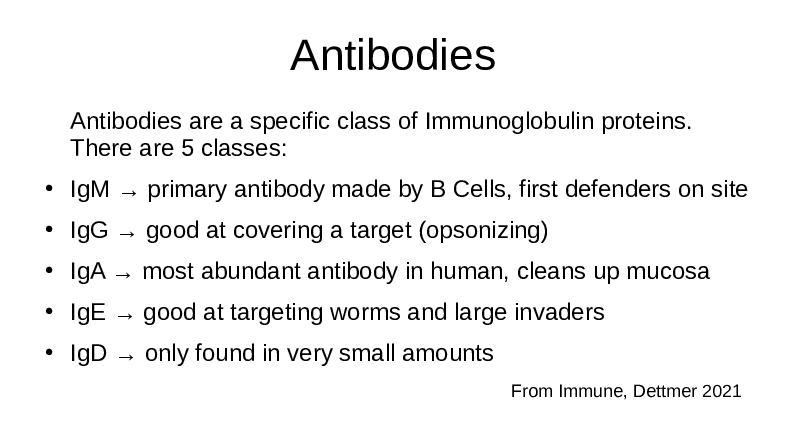 Antibodies
Antibodies are a specific class of Immunoglobulin proteins.
There are 5 classes:
• IgM → primary antibody made by B Cells, first defenders on site
• IgG → good at covering a target (opsonizing)
• IgA → most abundant antibody in human, cleans up mucosa
• IgE → good at targeting worms and large invaders
• IgD → only found in very small amounts
From Immune, Dettmer 2021